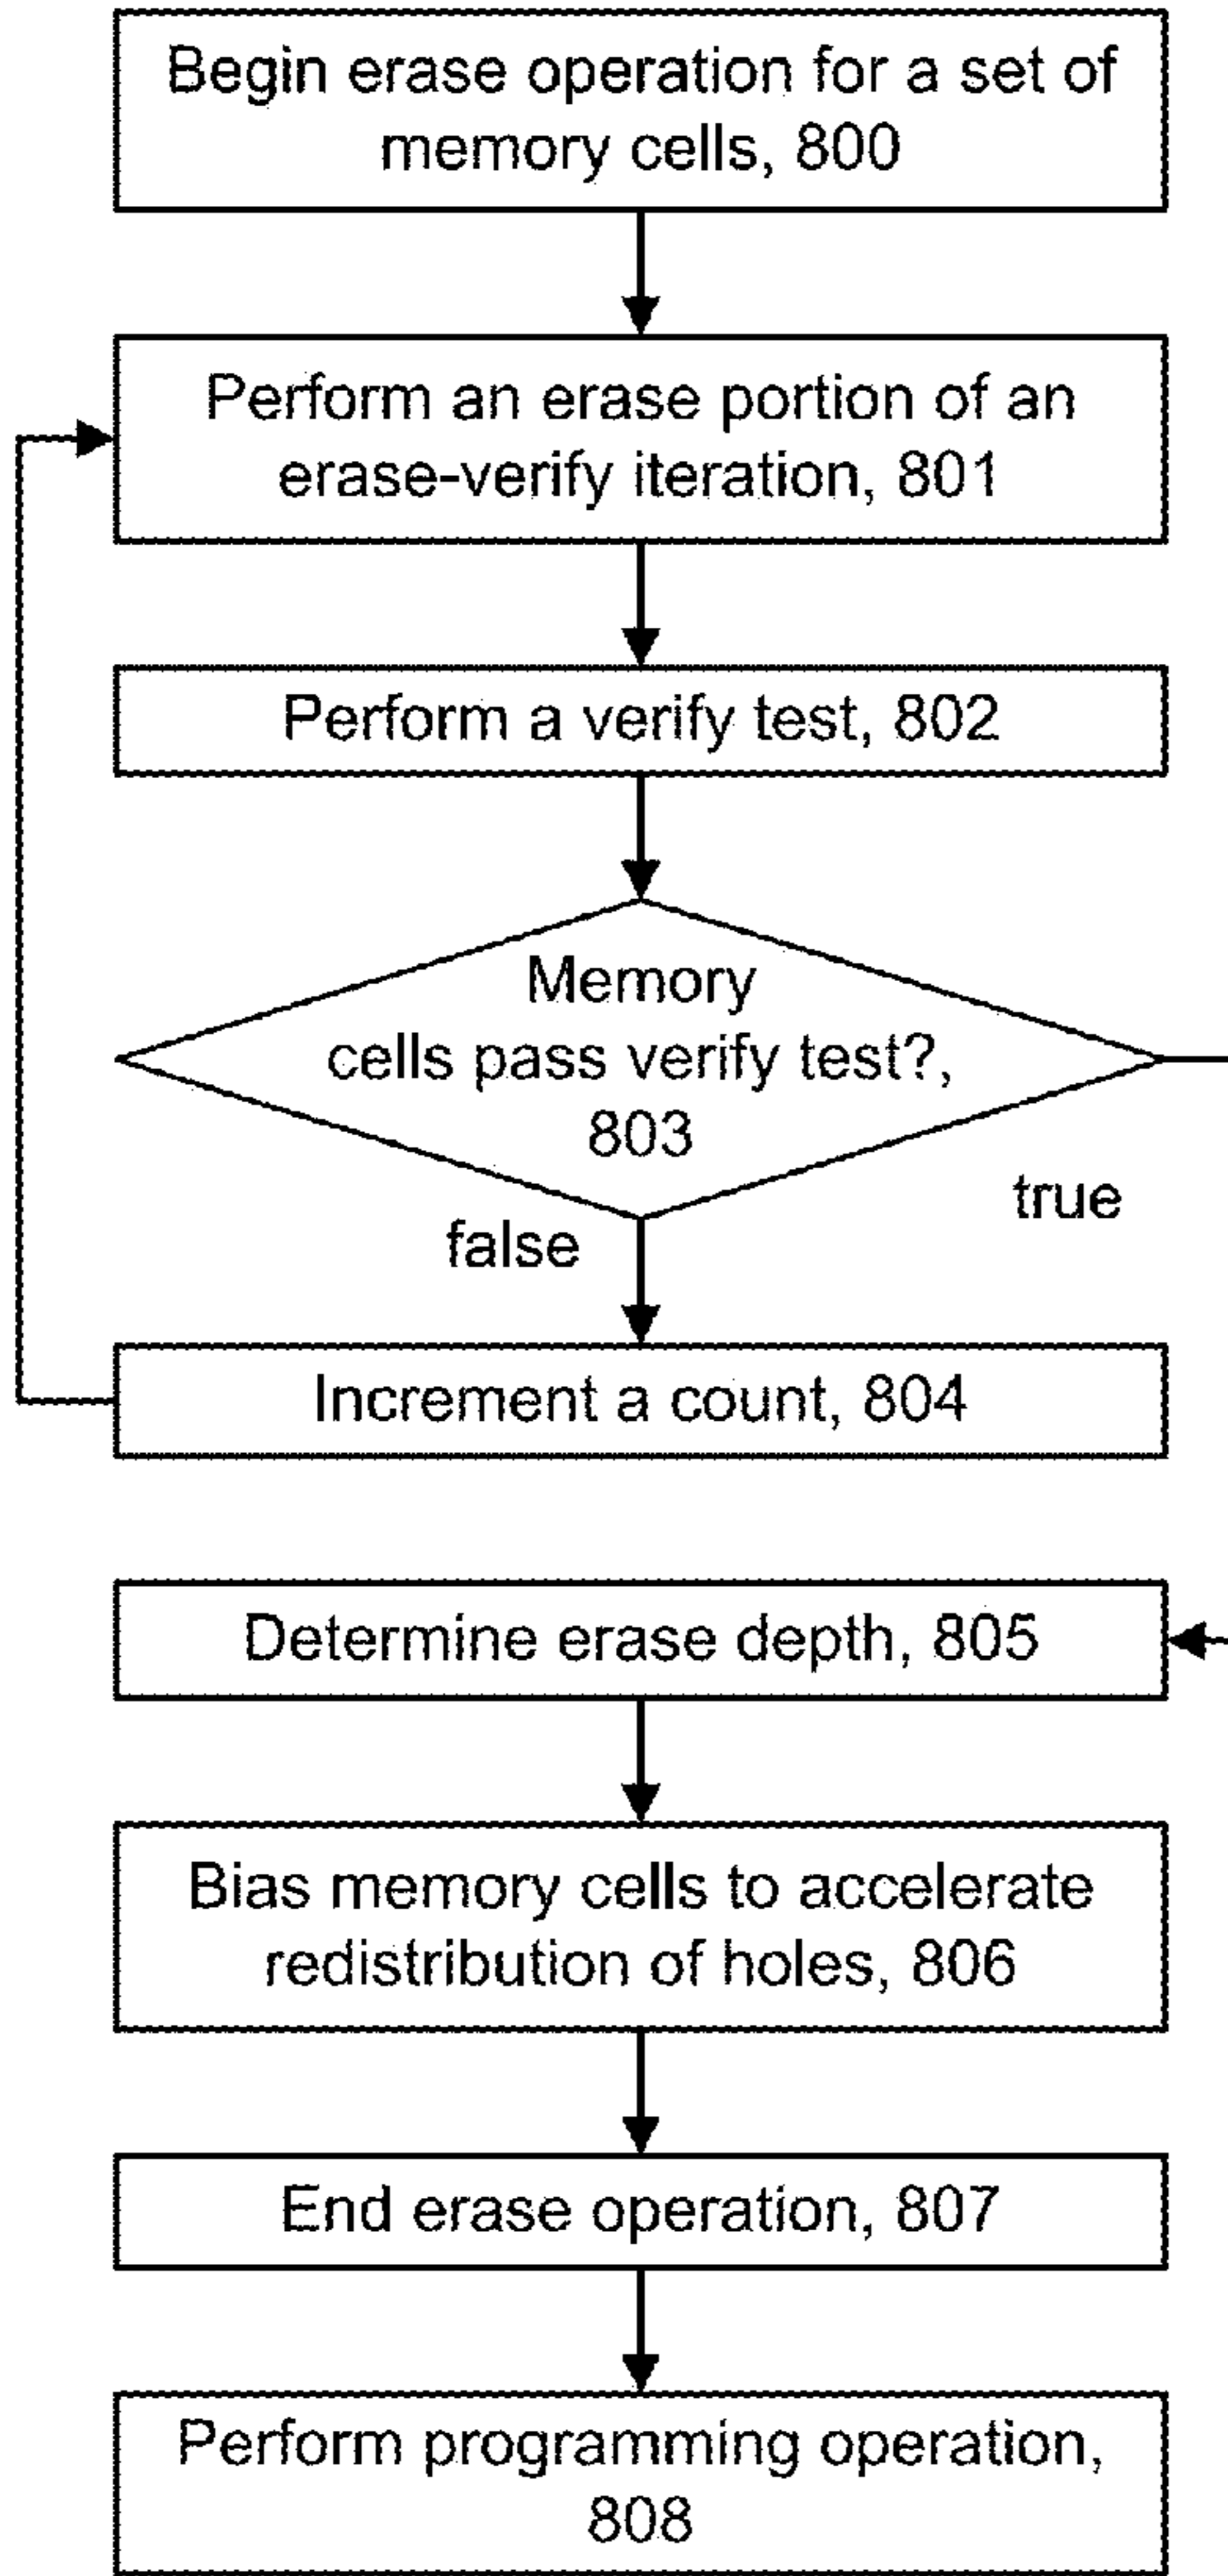 Begin erase operation for a set of
memory cells, 800
Perform an erase portion of an
erase-verify iteration, 801
Perform a verify test, 802
Memory
cells pass verify test?,
803
true
false
Increment a count, 804
Determine erase depth, 805
Bias memory cells to accelerate
redistribution of holes, 806
End erase operation, 807
Perform programming operation,
808